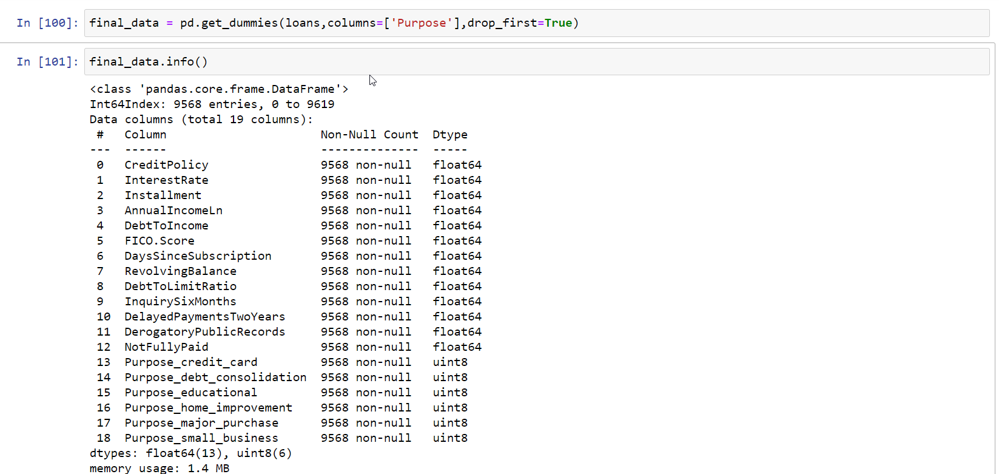 In [100]: final_data = pd.get_dummies(loans,columns=['Purpose'],drop_first=True)
In [101]: final_data.info()
<class 'pandas.core.frame.DataFrame'>
Int64Index: 9568 entries, 0 to 9619
Data columns (total 19 columns):
 #   Column                      Non-Null Count  Dtype
---  ------                      --------------  -----
 0   CreditPolicy                9568 non-null   float64
 1   InterestRate                9568 non-null   float64
 2   Installment                 9568 non-null   float64
 3   AnnualIncomeLn              9568 non-null   float64
 4   DebtToIncome                9568 non-null   float64
 5   FICO.Score                  9568 non-null   float64
 6   DaysSinceSubscription       9568 non-null   float64
 7   RevolvingBalance            9568 non-null   float64
 8   DebtToLimitRatio            9568 non-null   float64
 9   InquirySixMonths            9568 non-null   float64
 10  DelayedPaymentsTwoYears     9568 non-null   float64
 11  DerogatoryPublicRecords     9568 non-null   float64
 12  NotFullyPaid                9568 non-null   float64
 13  Purpose_credit_card         9568 non-null   uint8
 14  Purpose_debt_consolidation  9568 non-null   uint8
 15  Purpose_educational         9568 non-null   uint8
 16  Purpose_home_improvement    9568 non-null   uint8
 17  Purpose_major_purchase      9568 non-null   uint8
 18  Purpose_small_business      9568 non-null   uint8
dtypes: float64(13), uint8(6)
memory usage: 1.4 MB